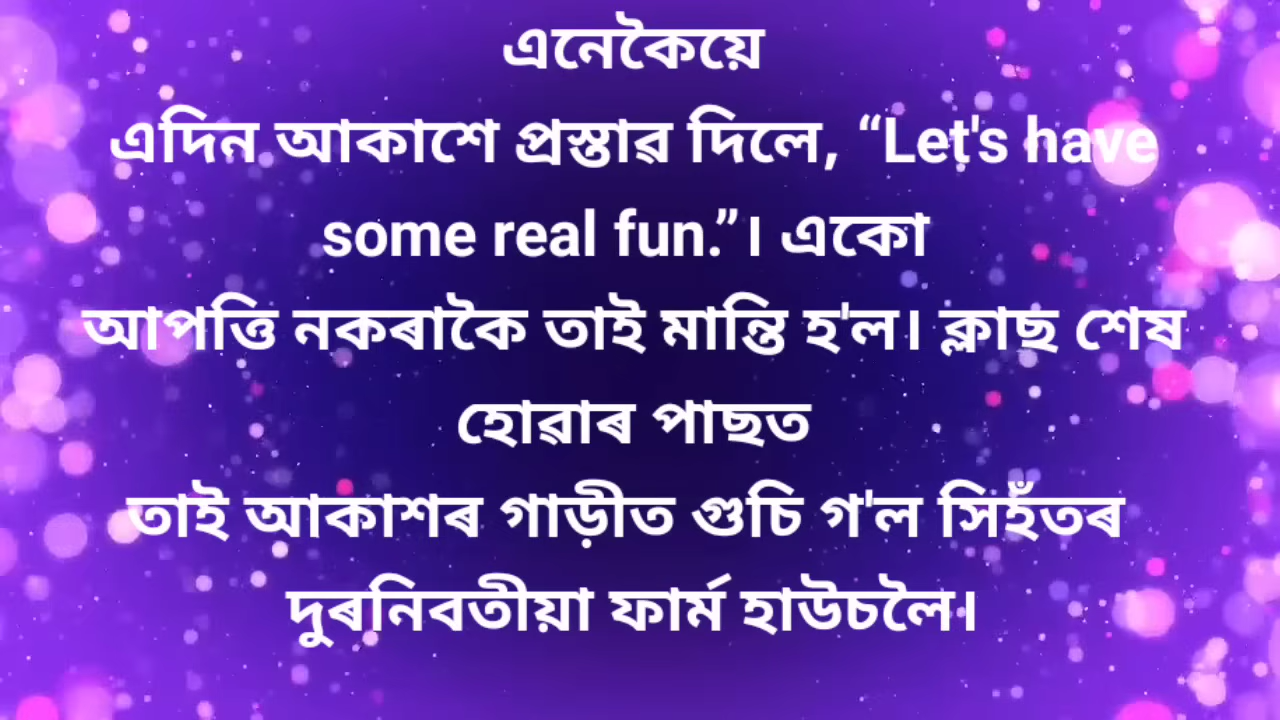 এনেকৈয়ে
এদিন আকাশে প্ৰস্তাৱ দিলে, “Let's have
some real fun.”। একো
আপত্তি নকৰাকৈ তাই মান্তি হ'ল। ক্লাছ শেষ
হোৱাৰ পাছত
তাই আকাশৰ গাড়ীত গুচি গ'ল সিহঁতৰ
দুৰনিবতীয়া ফাৰ্ম হাউচলৈ।